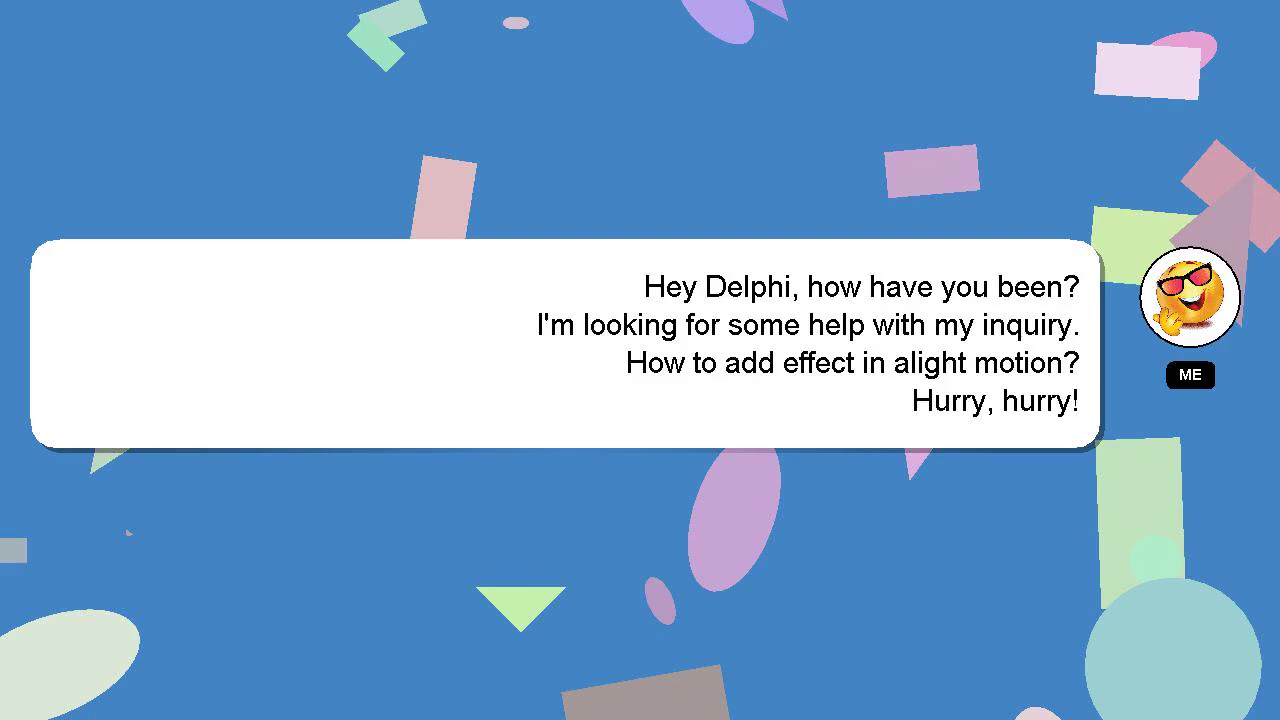 Hey Delphi, how have you been?
I'm looking for some help with my inquiry.
How to add effect in alight motion?
Hurry, hurry!
ME